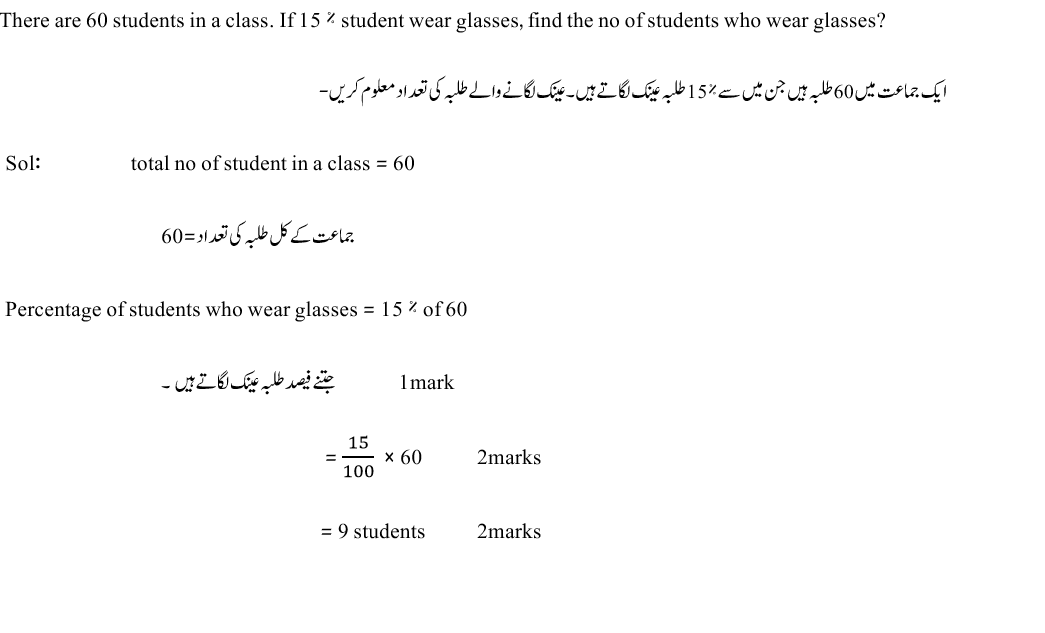 There are 60 students in a class. If 15 % student wear glasses, find the no of students who wear glasses?
ایک جماعت میں 60 طلبہ ہیں جن میں سے %15 طلبہ عینک لگاتے ہیں۔ عینک لگانے والے طلبہ کی تعداد معلوم کریں-
Sol: total no of student in a class = 60
جماعت کے کل طلبہ کی تعداد =60
Percentage of students who wear glasses = 15 % of 60
جتنے فیصد طلبہ عینک لگاتے ہیں ۔ 1mark
= 15/100 × 60 2marks
= 9 students 2marks